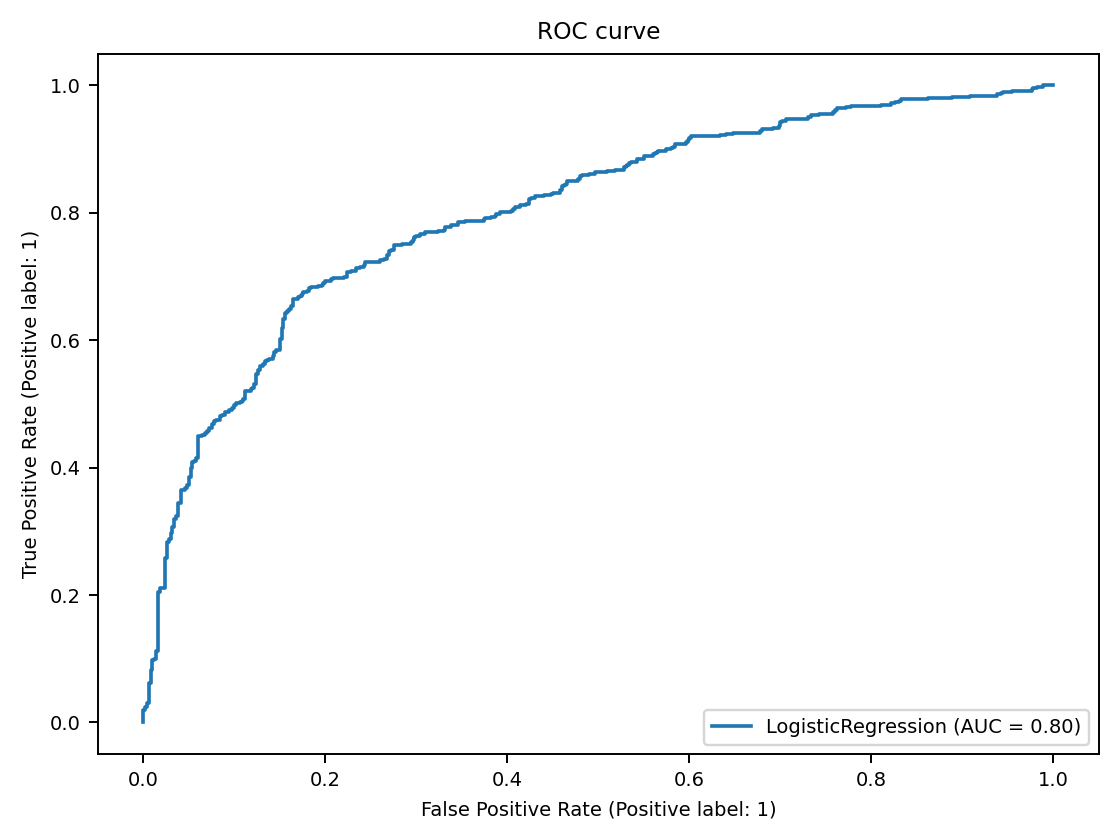 ROC curve
True Positive Rate (Positive label: 1)
1.0
0.8
0.6
0.4
0.2
0.0
LogisticRegression (AUC = 0.80)
0.0 0.2 0.4 0.6 0.8 1.0
False Positive Rate (Positive label: 1)